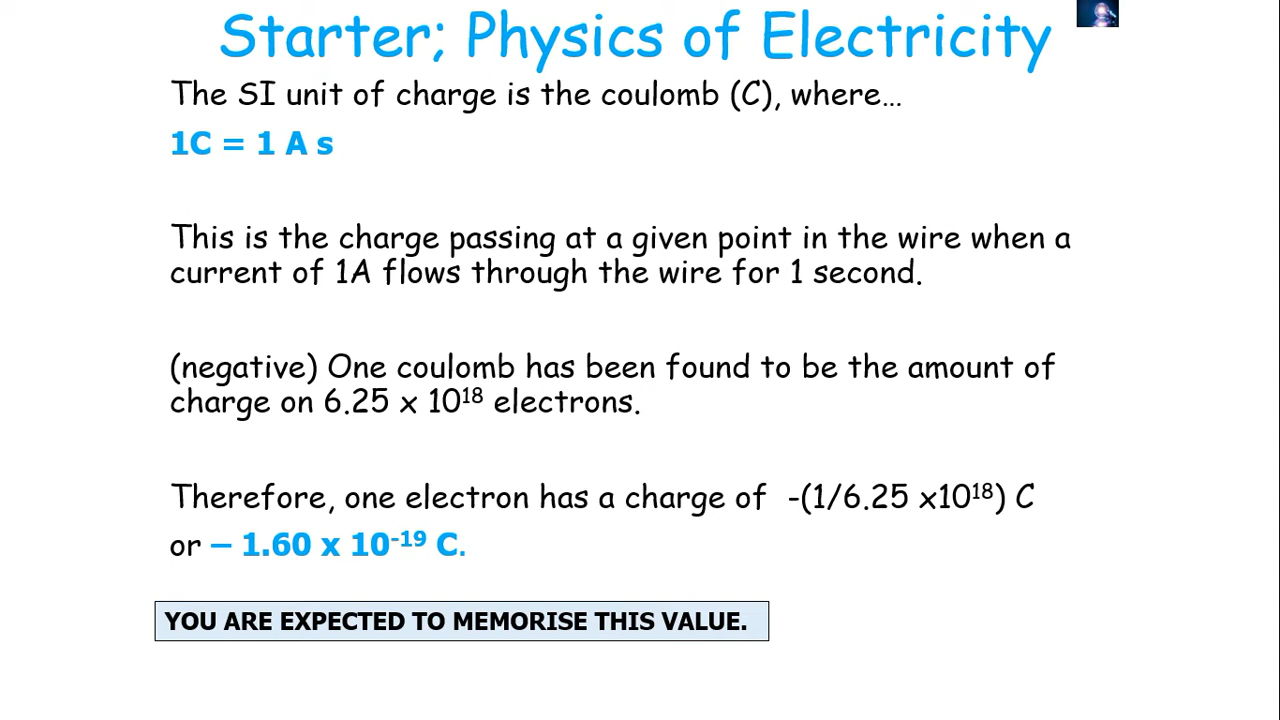 Starter; Physics of Electricity
The SI unit of charge is the coulomb (C), where…
1C = 1 A s
This is the charge passing at a given point in the wire when a
current of 1A flows through the wire for 1 second.
(negative) One coulomb has been found to be the amount of
charge on 6.25 x 10¹⁸ electrons.
Therefore, one electron has a charge of -(1/6.25 x10¹⁸) C
or – 1.60 x 10⁻¹⁹ C.
YOU ARE EXPECTED TO MEMORISE THIS VALUE.